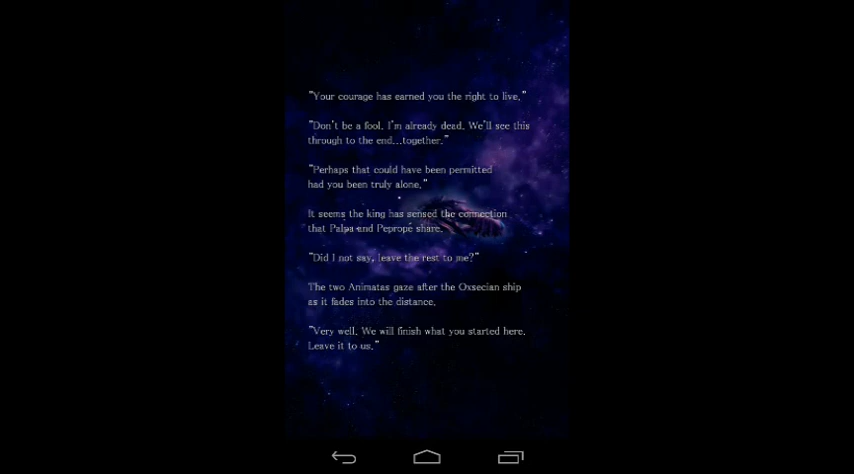 "Your courage has earned you the right to live."
"Don't be a fool. I'm already dead. We'll see this
through to the end...together."
"Perhaps that could have been permitted
had you been truly alone."
It seems the king has sensed the connection
that Palpa and Peprope share.
"Did I not say, leave the rest to me?"
The two Animatas gaze after the Oxsecian ship
as it fades into the distance.
"Very well. We will finish what you started here.
Leave it to us."